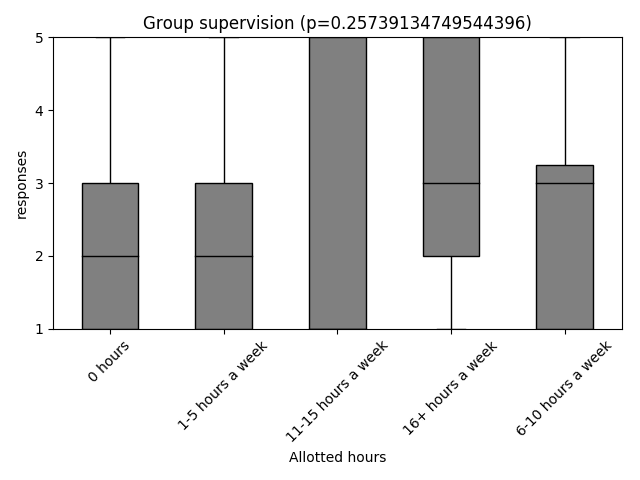 Group supervision (p=0.25739134749544396)
5
4
3
2
1
responses
0 hours
1-5 hours a week
11-15 hours a week
16+ hours a week
6-10 hours a week
Allotted hours